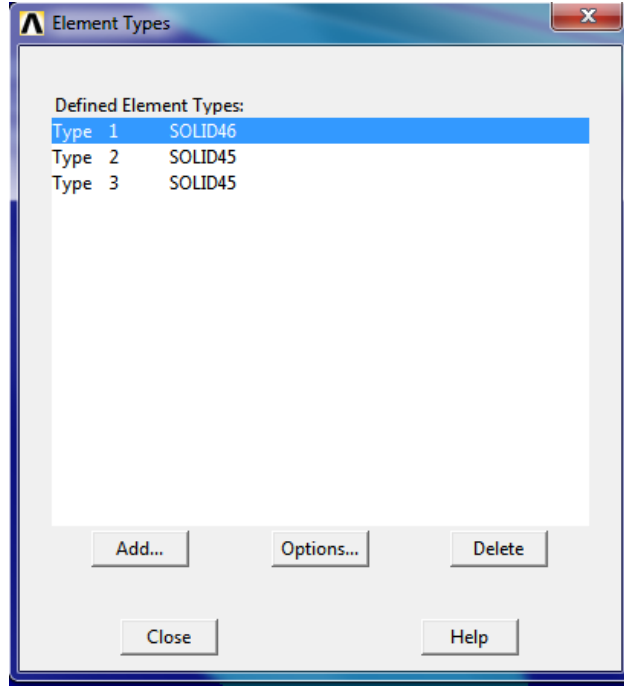 Element Types
x
Defined Element Types:
Type 1 SOLID46
Type 2 SOLID45
Type 3 SOLID45
Add... Options... Delete
Close Help